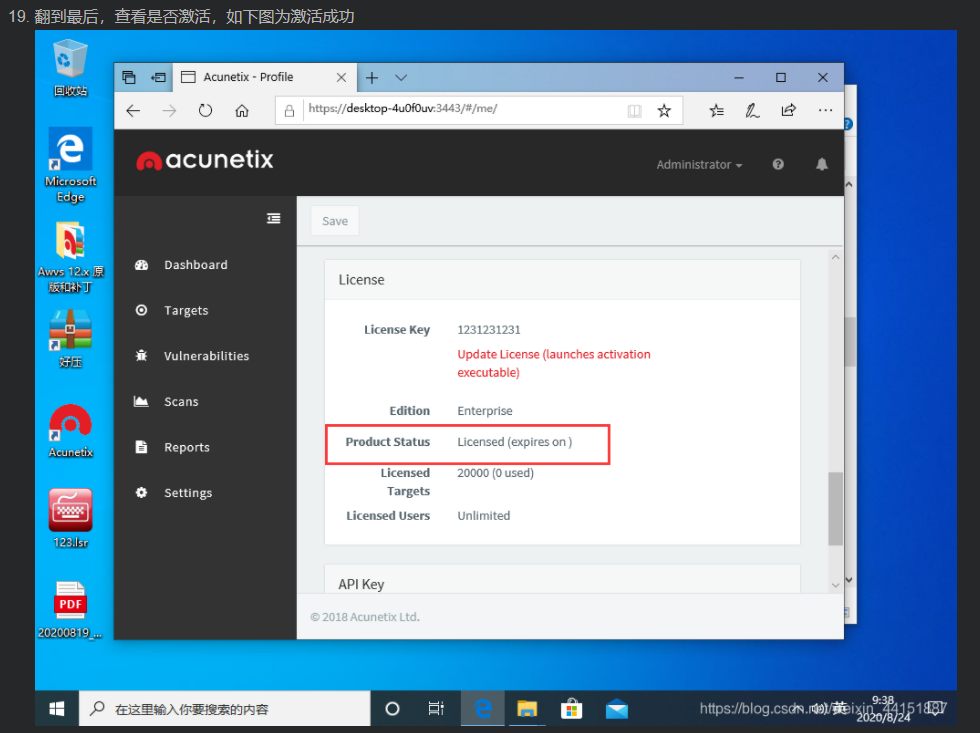 19. 翻到最后，查看是否激活，如下图为激活成功
回收站
Acunetix - Profile
https://desktop-4u0f0uv:3443/#/me/
acunetix
Administrator
Microsoft
Edge
Save
Awvs 12.x 原
版和补丁
Dashboard
License
Targets
License Key 1231231231
Update License (launches activation
executable)
好压
Vulnerabilities
Scans
Edition Enterprise
Product Status Licensed (expires on )
Reports
Licensed
Targets
20000 (0 used)
Acunetix
Settings
Licensed Users Unlimited
123.lsr
API Key
PDF
© 2018 Acunetix Ltd.
20200819_...
在这里输入你要搜索的内容
英
9:38
2020/8/24
https://blog.csdn.net/weixin_44151887